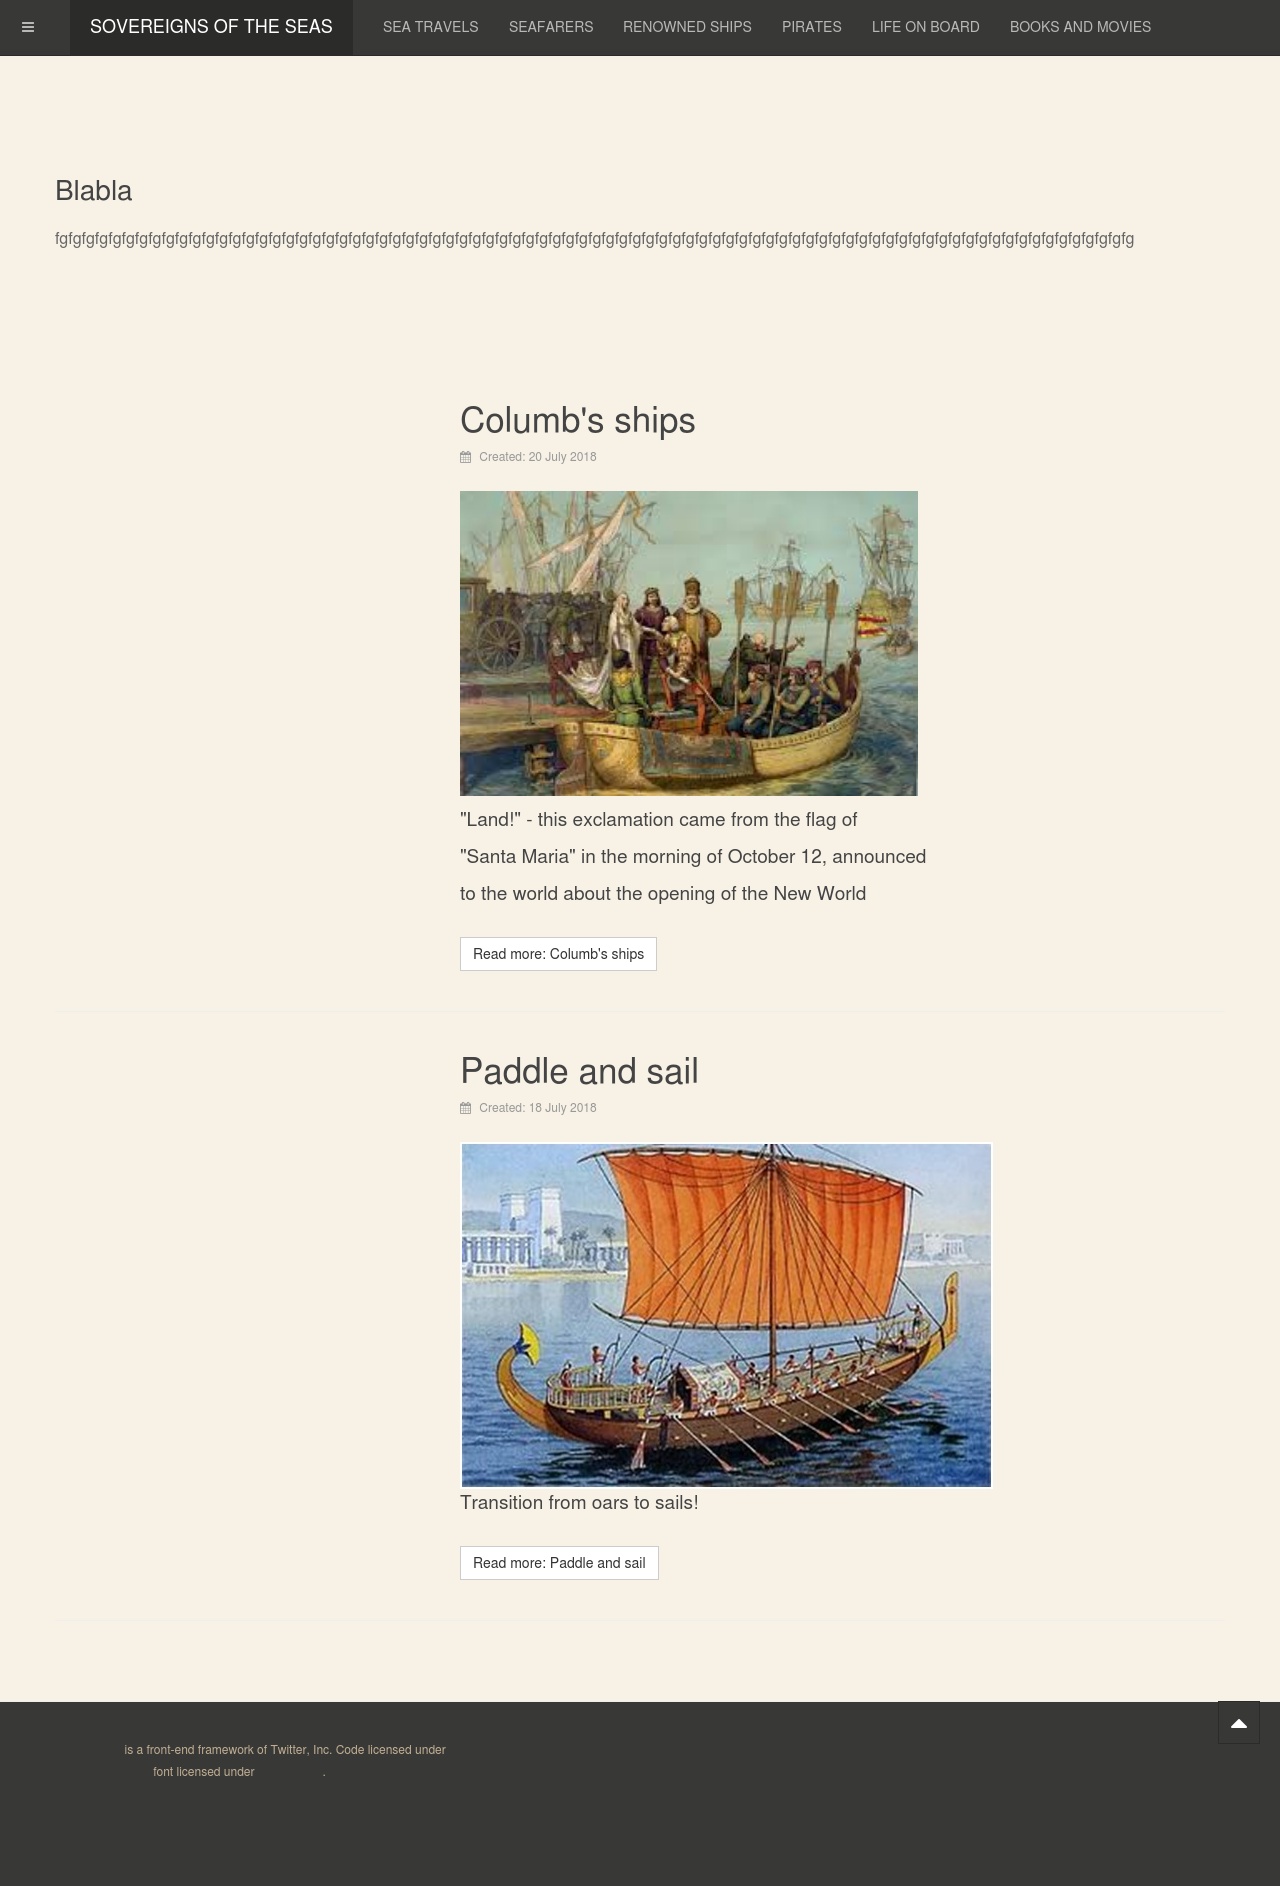 SOVEREIGNS OF THE SEAS SEA TRAVELS SEAFARERS RENOWNED SHIPS PIRATES LIFE ON BOARD BOOKS AND MOVIES
Blabla
fgfgfgfgfgfgfgfgfgfgfgfgfgfgfgfgfgfgfgfgfgfgfgfgfgfgfgfgfgfgfgfgfgfgfgfgfgfgfgfgfgfgfgfgfgfgfgfgfgfgfgfgfgfgfgfgfgfgfgfgfgfgfgfgfgfgfgfgfgfgfgfgfgfgfgfgfgfgfgfgfgfg
Columb's ships
Created: 20 July 2018
"Land!" - this exclamation came from the flag of
"Santa Maria" in the morning of October 12, announced
to the world about the opening of the New World
Read more: Columb's ships
Paddle and sail
Created: 18 July 2018
Transition from oars to sails!
Read more: Paddle and sail
is a front-end framework of Twitter, Inc. Code licensed under
font licensed under .